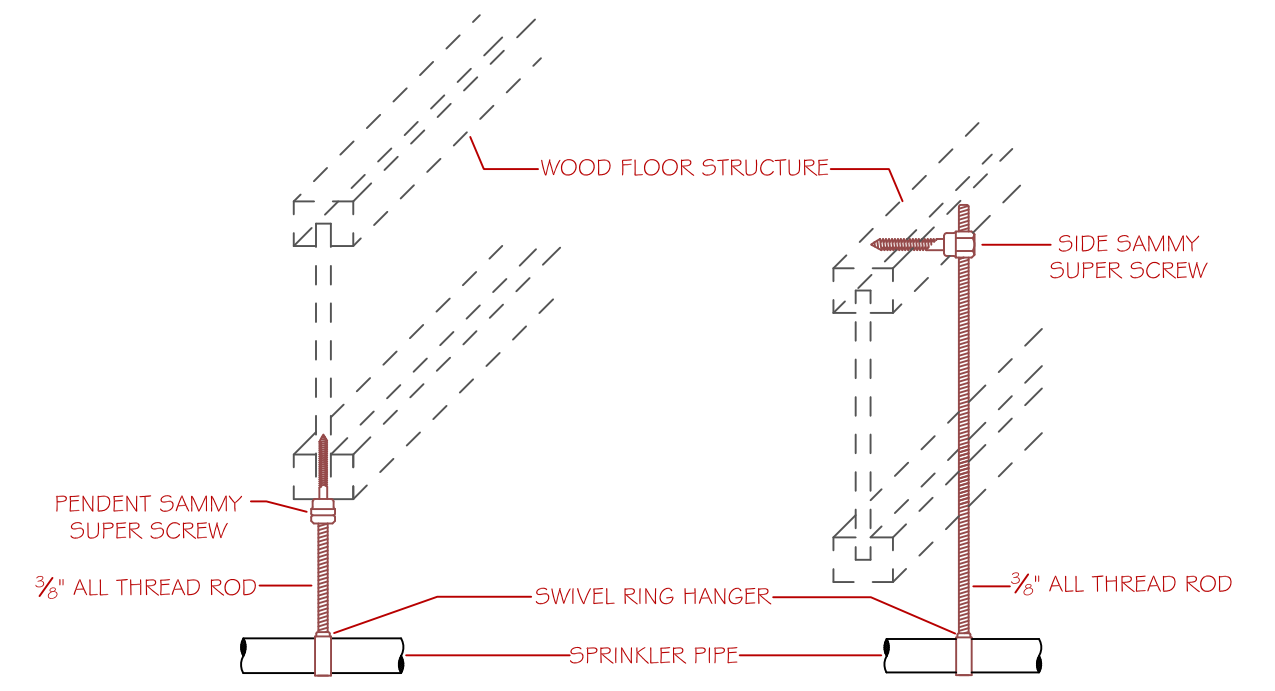 WOOD FLOOR STRUCTURE
SIDE SAMMY
SUPER SCREW
PENDENT SAMMY
SUPER SCREW
3/8" ALL THREAD ROD
3/8" ALL THREAD ROD
SWIVEL RING HANGER
SPRINKLER PIPE